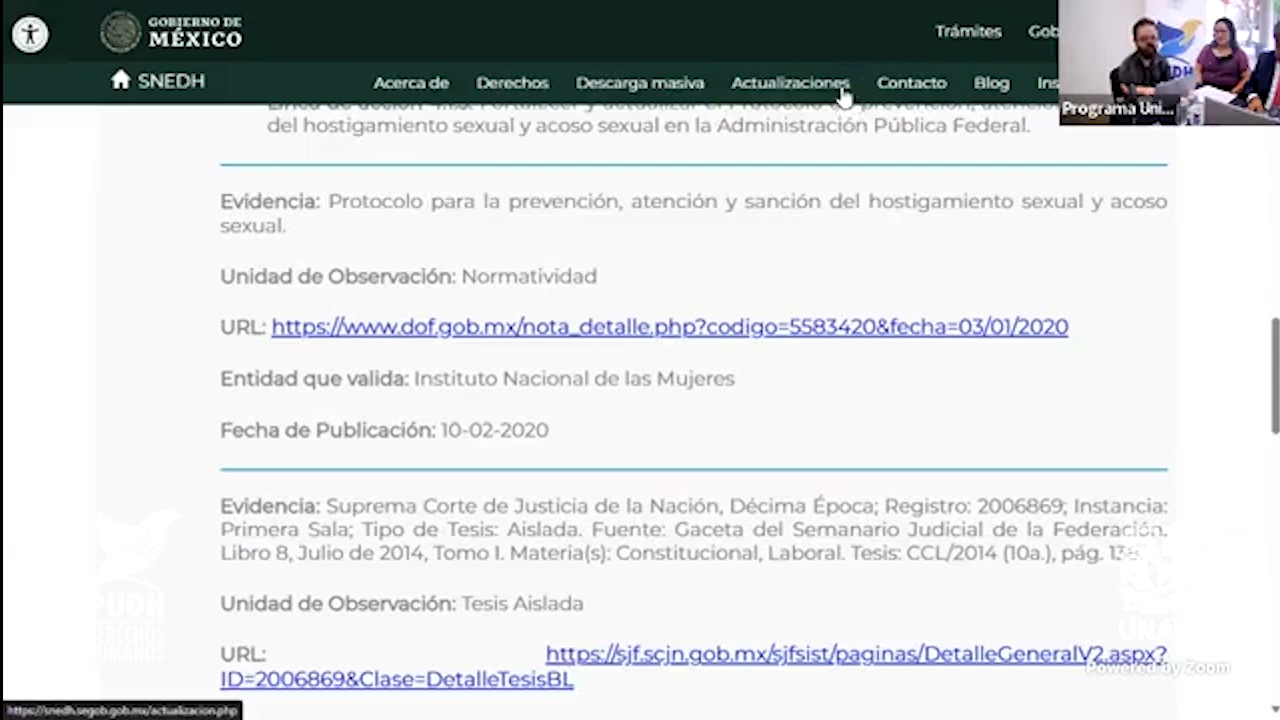 GOBIERNO DE
MÉXICO
Trámites
Gob
SNEDH
Acerca de
Derechos
Descarga masiva
Actualizaciones
Contacto
Blog
Ins
Programa Uni...
del hostigamiento sexual y acoso sexual en la Administración Pública Federal.
Evidencia: Protocolo para la prevención, atención y sanción del hostigamiento sexual y acoso
sexual.
Unidad de Observación: Normatividad
URL: https://www.dof.gob.mx/nota_detalle.php?codigo=5583420&fecha=03/01/2020
Entidad que valida: Instituto Nacional de las Mujeres
Fecha de Publicación: 10-02-2020
Evidencia: Suprema Corte de Justicia de la Nación, Décima Época; Registro: 2006869; Instancia:
Primera Sala; Tipo de Tesis: Aislada. Fuente: Gaceta del Semanario Judicial de la Federación.
Libro 8, Julio de 2014, Tomo I. Materia(s): Constitucional, Laboral. Tesis: CCL/2014 (10a.), pág.
Unidad de Observación: Tesis Aislada
URL: https://sjf.scjn.gob.mx/sjfsist/paginas/DetalleGeneralV2.aspx?
ID=2006869&Clase=DetalleTesisBL
PUDH
DERECHOS
HUMANOS
UNAM
Powered by Zoom
https://snedh.segob.gob.mx/actualizacion.php